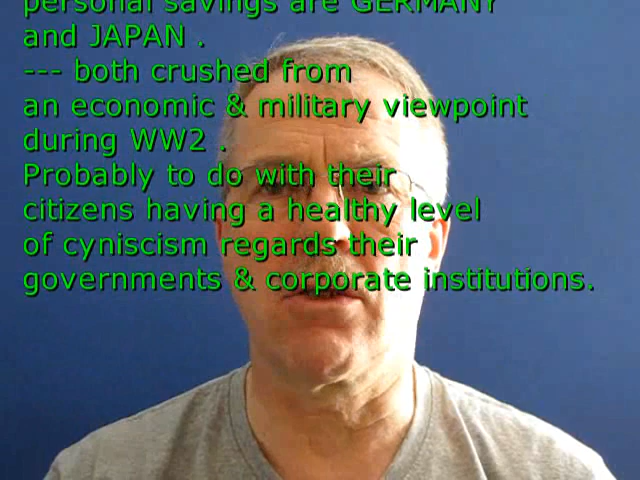 personal savings are GERMANY
and JAPAN .
--- both crushed from
an economic & military viewpoint
during WW2 .
Probably to do with their
citizens having a healthy level
of cyniscism regards their
governments & corporate institutions.